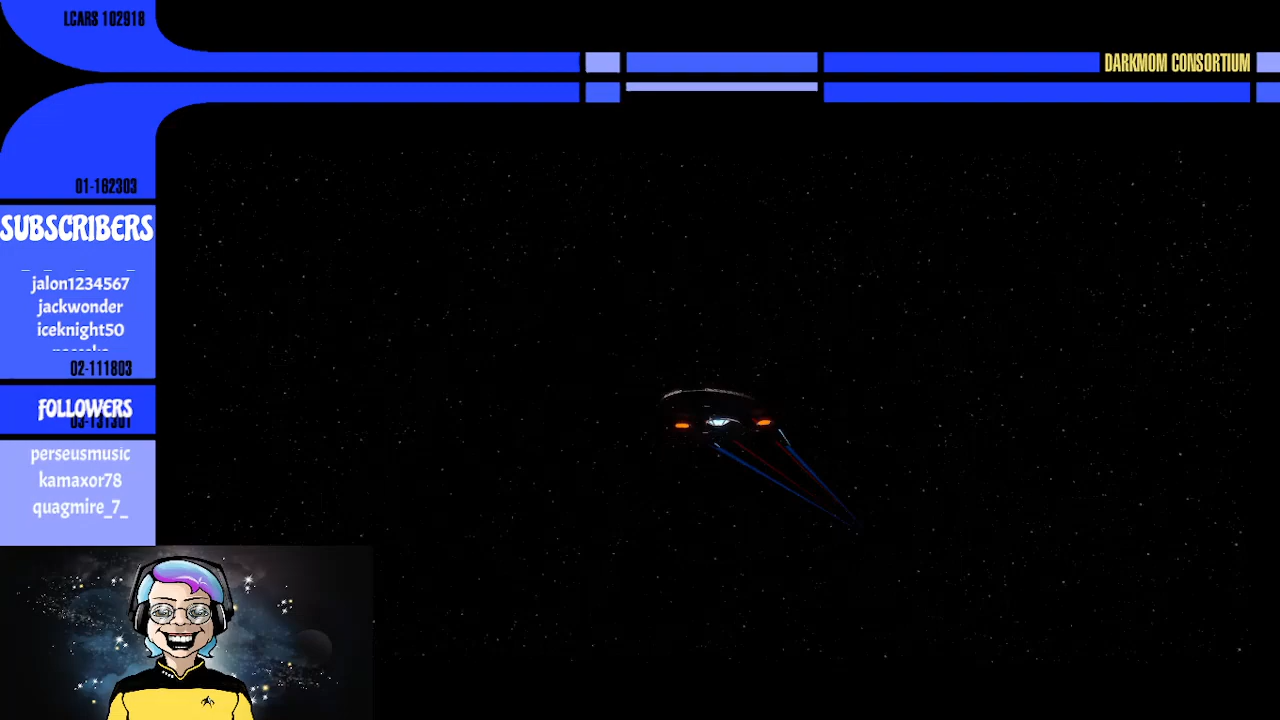 LCARS 102918
DARKMOM CONSORTIUM
01-182303
SUBSCRIBERS
jalon1234567
jackwonder
iceknight50
02-111803
FOLLOWERS
perseusmusic
kamaxor78
quagmire_7_